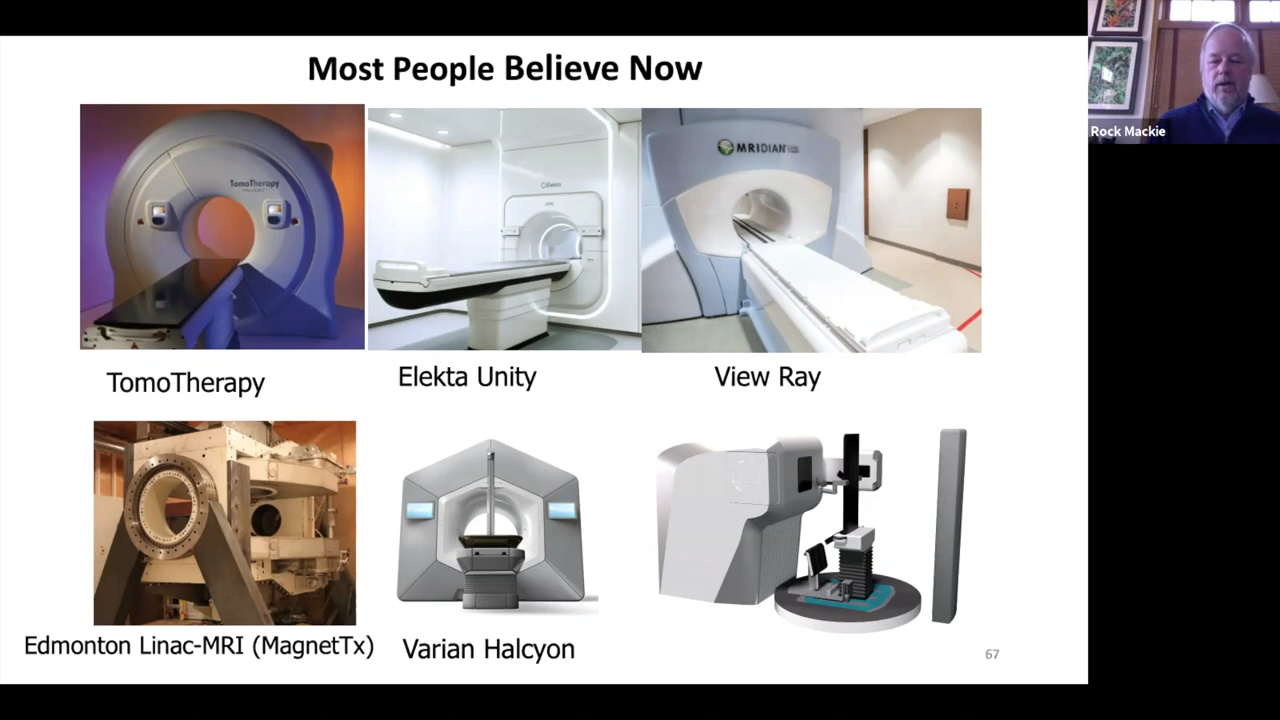 Most People Believe Now
Rock Mackie
TomoTherapy
Elekta
MRIDIAN
TomoTherapy
Elekta Unity
View Ray
Edmonton Linac-MRI (MagnetTx)
Varian Halcyon
67